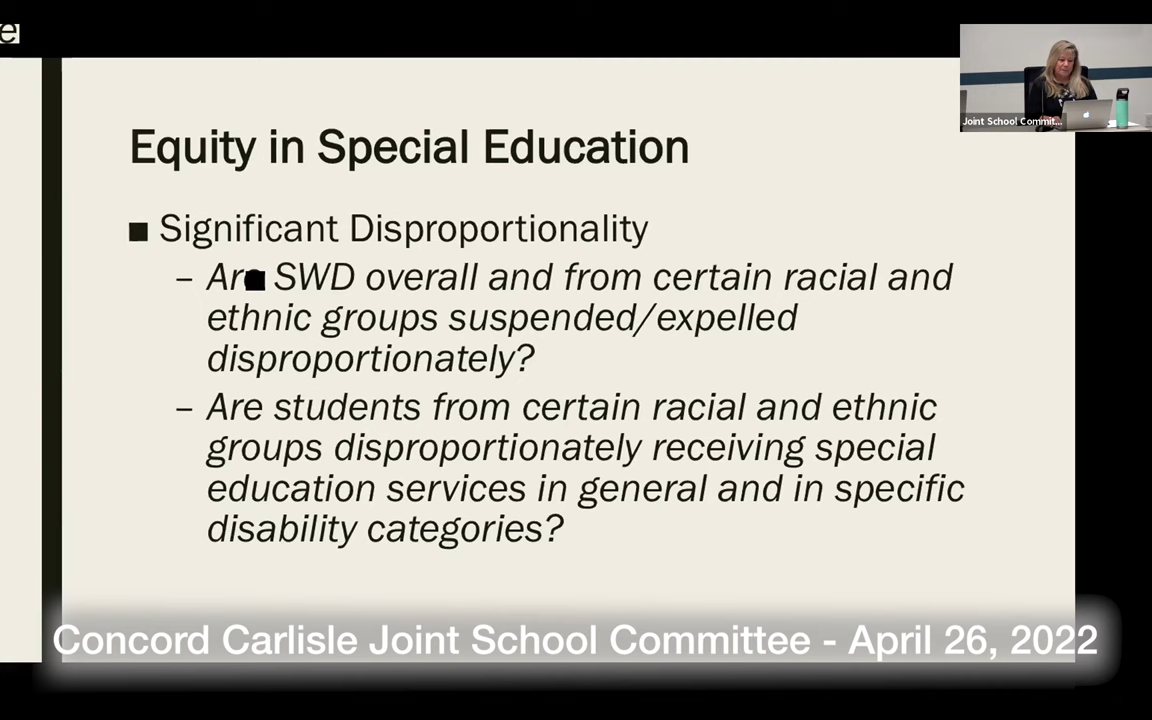 e
Joint School Commit...
Equity in Special Education
■ Significant Disproportionality
– Are SWD overall and from certain racial and
ethnic groups suspended/expelled
disproportionately?
– Are students from certain racial and ethnic
groups disproportionately receiving special
education services in general and in specific
disability categories?
Concord Carlisle Joint School Committee - April 26, 2022